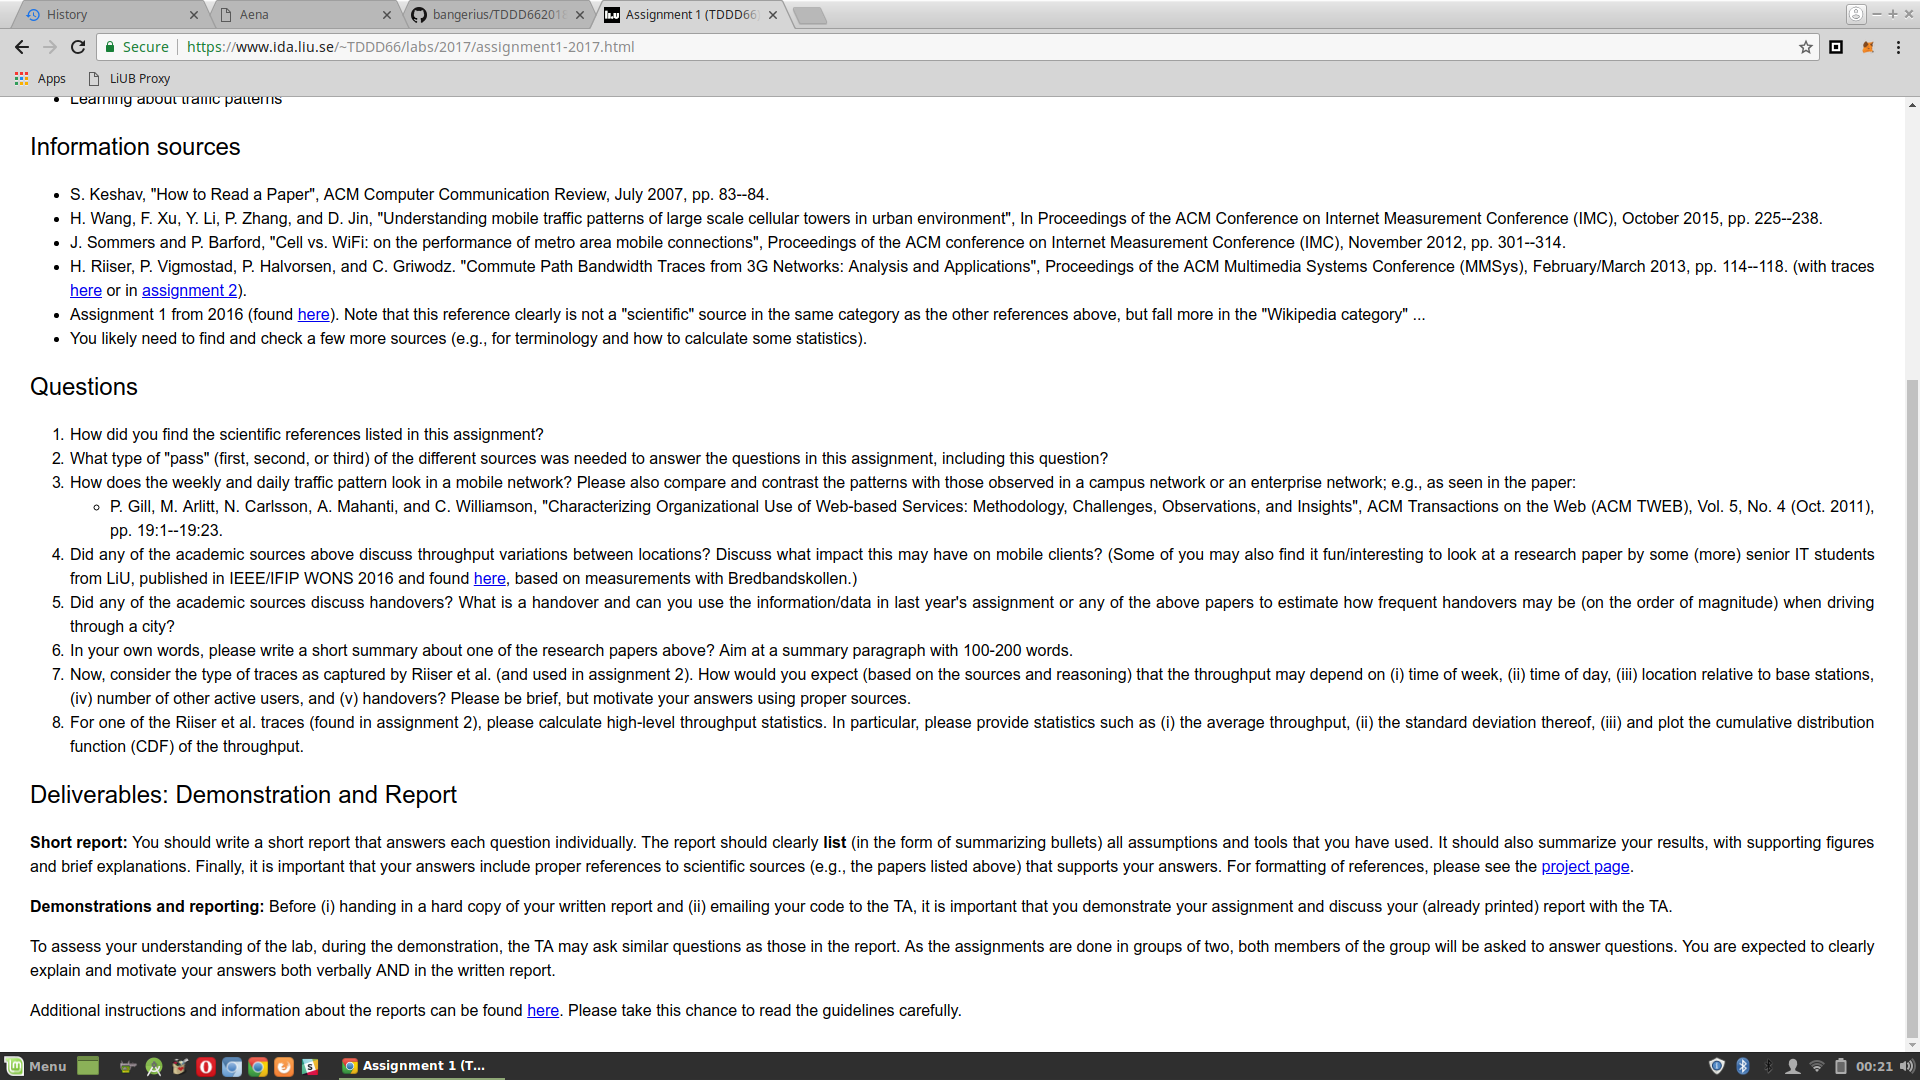 History
Aena
bangerius/TDDD66201
Assignment 1 (TDDD66
Secure
https://www.ida.liu.se/~TDDD66/labs/2017/assignment1-2017.html
Apps
LiUB Proxy
Learning about traffic patterns
Information sources
S. Keshav, "How to Read a Paper", ACM Computer Communication Review, July 2007, pp. 83--84.
H. Wang, F. Xu, Y. Li, P. Zhang, and D. Jin, "Understanding mobile traffic patterns of large scale cellular towers in urban environment", In Proceedings of the ACM Conference on Internet Measurement Conference (IMC), October 2015, pp. 225--238.
J. Sommers and P. Barford, "Cell vs. WiFi: on the performance of metro area mobile connections", Proceedings of the ACM conference on Internet Measurement Conference (IMC), November 2012, pp. 301--314.
H. Riiser, P. Vigmostad, P. Halvorsen, and C. Griwodz. "Commute Path Bandwidth Traces from 3G Networks: Analysis and Applications", Proceedings of the ACM Multimedia Systems Conference (MMSys), February/March 2013, pp. 114--118. (with traces
here or in assignment 2).
Assignment 1 from 2016 (found here). Note that this reference clearly is not a "scientific" source in the same category as the other references above, but fall more in the "Wikipedia category" ...
You likely need to find and check a few more sources (e.g., for terminology and how to calculate some statistics).
Questions
1. How did you find the scientific references listed in this assignment?
2. What type of "pass" (first, second, or third) of the different sources was needed to answer the questions in this assignment, including this question?
3. How does the weekly and daily traffic pattern look in a mobile network? Please also compare and contrast the patterns with those observed in a campus network or an enterprise network; e.g., as seen in the paper:
P. Gill, M. Arlitt, N. Carlsson, A. Mahanti, and C. Williamson, "Characterizing Organizational Use of Web-based Services: Methodology, Challenges, Observations, and Insights", ACM Transactions on the Web (ACM TWEB), Vol. 5, No. 4 (Oct. 2011),
pp. 19:1--19:23.
4. Did any of the academic sources above discuss throughput variations between locations? Discuss what impact this may have on mobile clients? (Some of you may also find it fun/interesting to look at a research paper by some (more) senior IT students
from LiU, published in IEEE/IFIP WONS 2016 and found here, based on measurements with Bredbandskollen.)
5. Did any of the academic sources discuss handovers? What is a handover and can you use the information/data in last year's assignment or any of the above papers to estimate how frequent handovers may be (on the order of magnitude) when driving
through a city?
6. In your own words, please write a short summary about one of the research papers above? Aim at a summary paragraph with 100-200 words.
7. Now, consider the type of traces as captured by Riiser et al. (and used in assignment 2). How would you expect (based on the sources and reasoning) that the throughput may depend on (i) time of week, (ii) time of day, (iii) location relative to base stations,
(iv) number of other active users, and (v) handovers? Please be brief, but motivate your answers using proper sources.
8. For one of the Riiser et al. traces (found in assignment 2), please calculate high-level throughput statistics. In particular, please provide statistics such as (i) the average throughput, (ii) the standard deviation thereof, (iii) and plot the cumulative distribution
function (CDF) of the throughput.
Deliverables: Demonstration and Report
Short report: You should write a short report that answers each question individually. The report should clearly list (in the form of summarizing bullets) all assumptions and tools that you have used. It should also summarize your results, with supporting figures
and brief explanations. Finally, it is important that your answers include proper references to scientific sources (e.g., the papers listed above) that supports your answers. For formatting of references, please see the project page.
Demonstrations and reporting: Before (i) handing in a hard copy of your written report and (ii) emailing your code to the TA, it is important that you demonstrate your assignment and discuss your (already printed) report with the TA.
To assess your understanding of the lab, during the demonstration, the TA may ask similar questions as those in the report. As the assignments are done in groups of two, both members of the group will be asked to answer questions. You are expected to clearly
explain and motivate your answers both verbally AND in the written report.
Additional instructions and information about the reports can be found here. Please take this chance to read the guidelines carefully.
Menu
Assignment 1 (T...
00:21